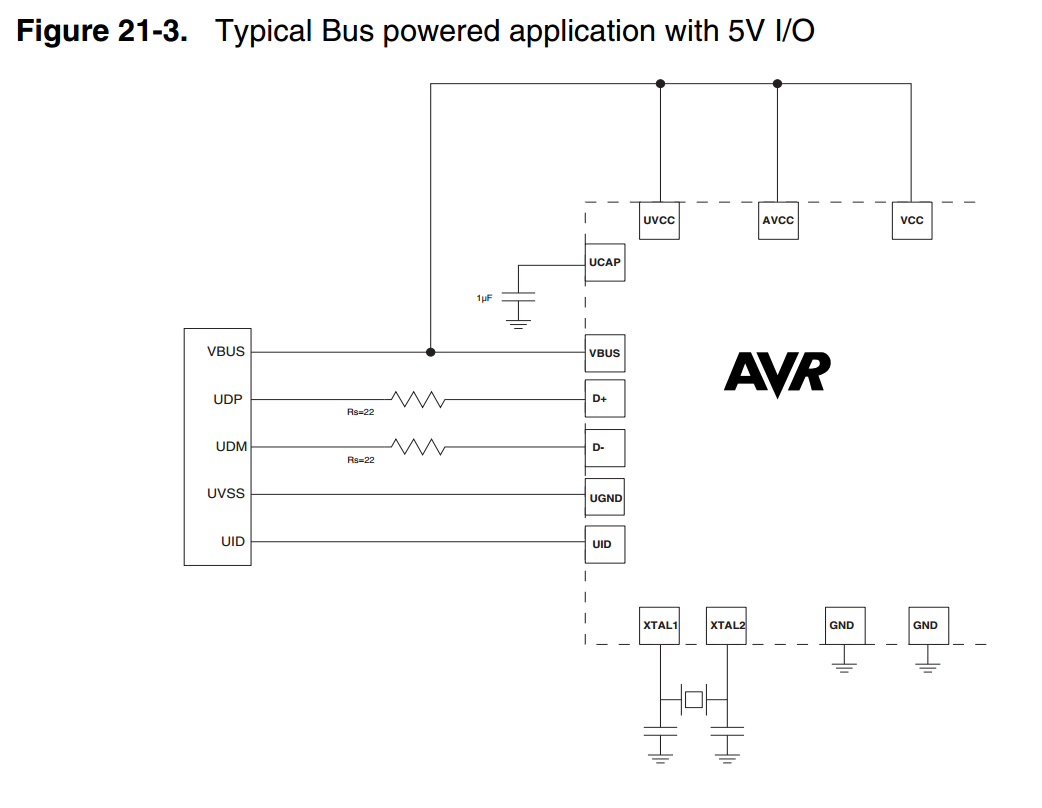 Figure 21-3. Typical Bus powered application with 5V I/O
UVCC
AVCC
VCC
UCAP
1µF
VBUS
VBUS
UDP
D+
Rs=22
UDM
D-
Rs=22
UVSS
UGND
UID
UID
AVR
XTAL1
XTAL2
GND
GND